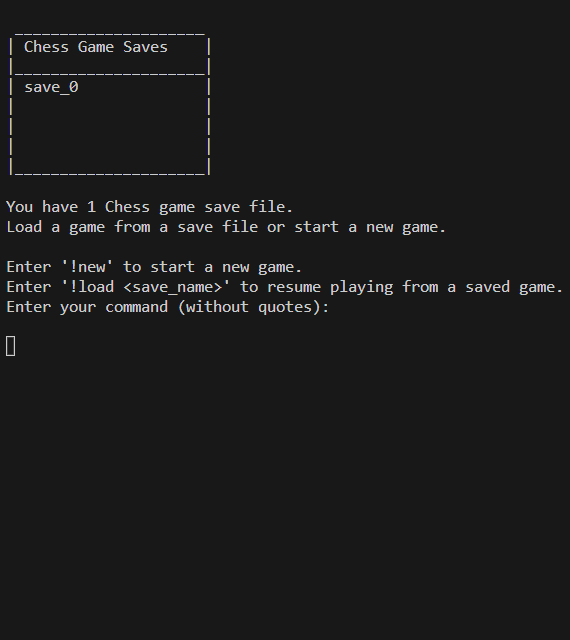 Chess Game Saves
save_0
You have 1 Chess game save file.
Load a game from a save file or start a new game.
Enter '!new' to start a new game.
Enter '!load <save_name>' to resume playing from a saved game.
Enter your command (without quotes):